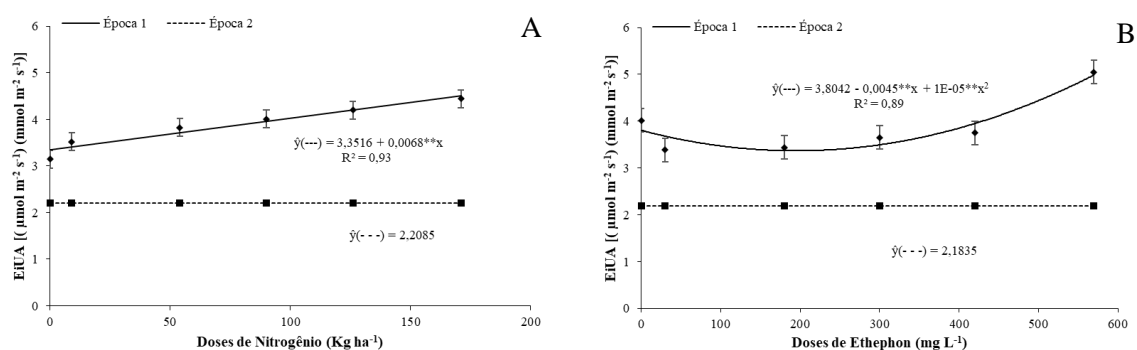 Época 1 Época 2
A
EiUA [( µmol m⁻² s⁻¹) (mmol m⁻² s⁻¹)]
6
5
4
3
2
1
0
ŷ(---) = 3,3516 + 0,0068**x
R² = 0,93
ŷ(- - -) = 2,2085
0 50 100 150 200
Doses de Nitrogênio (Kg ha⁻¹)
Época 1 Época 2
B
EiUA [( µmol m⁻² s⁻¹) (mmol m⁻² s⁻¹)]
6
5
4
3
2
1
0
ŷ(---) = 3,8042 - 0,0045**x + 1E-05**x²
R² = 0,89
ŷ(- - -) = 2,1835
0 100 200 300 400 500 600
Doses de Ethephon (mg L⁻¹)